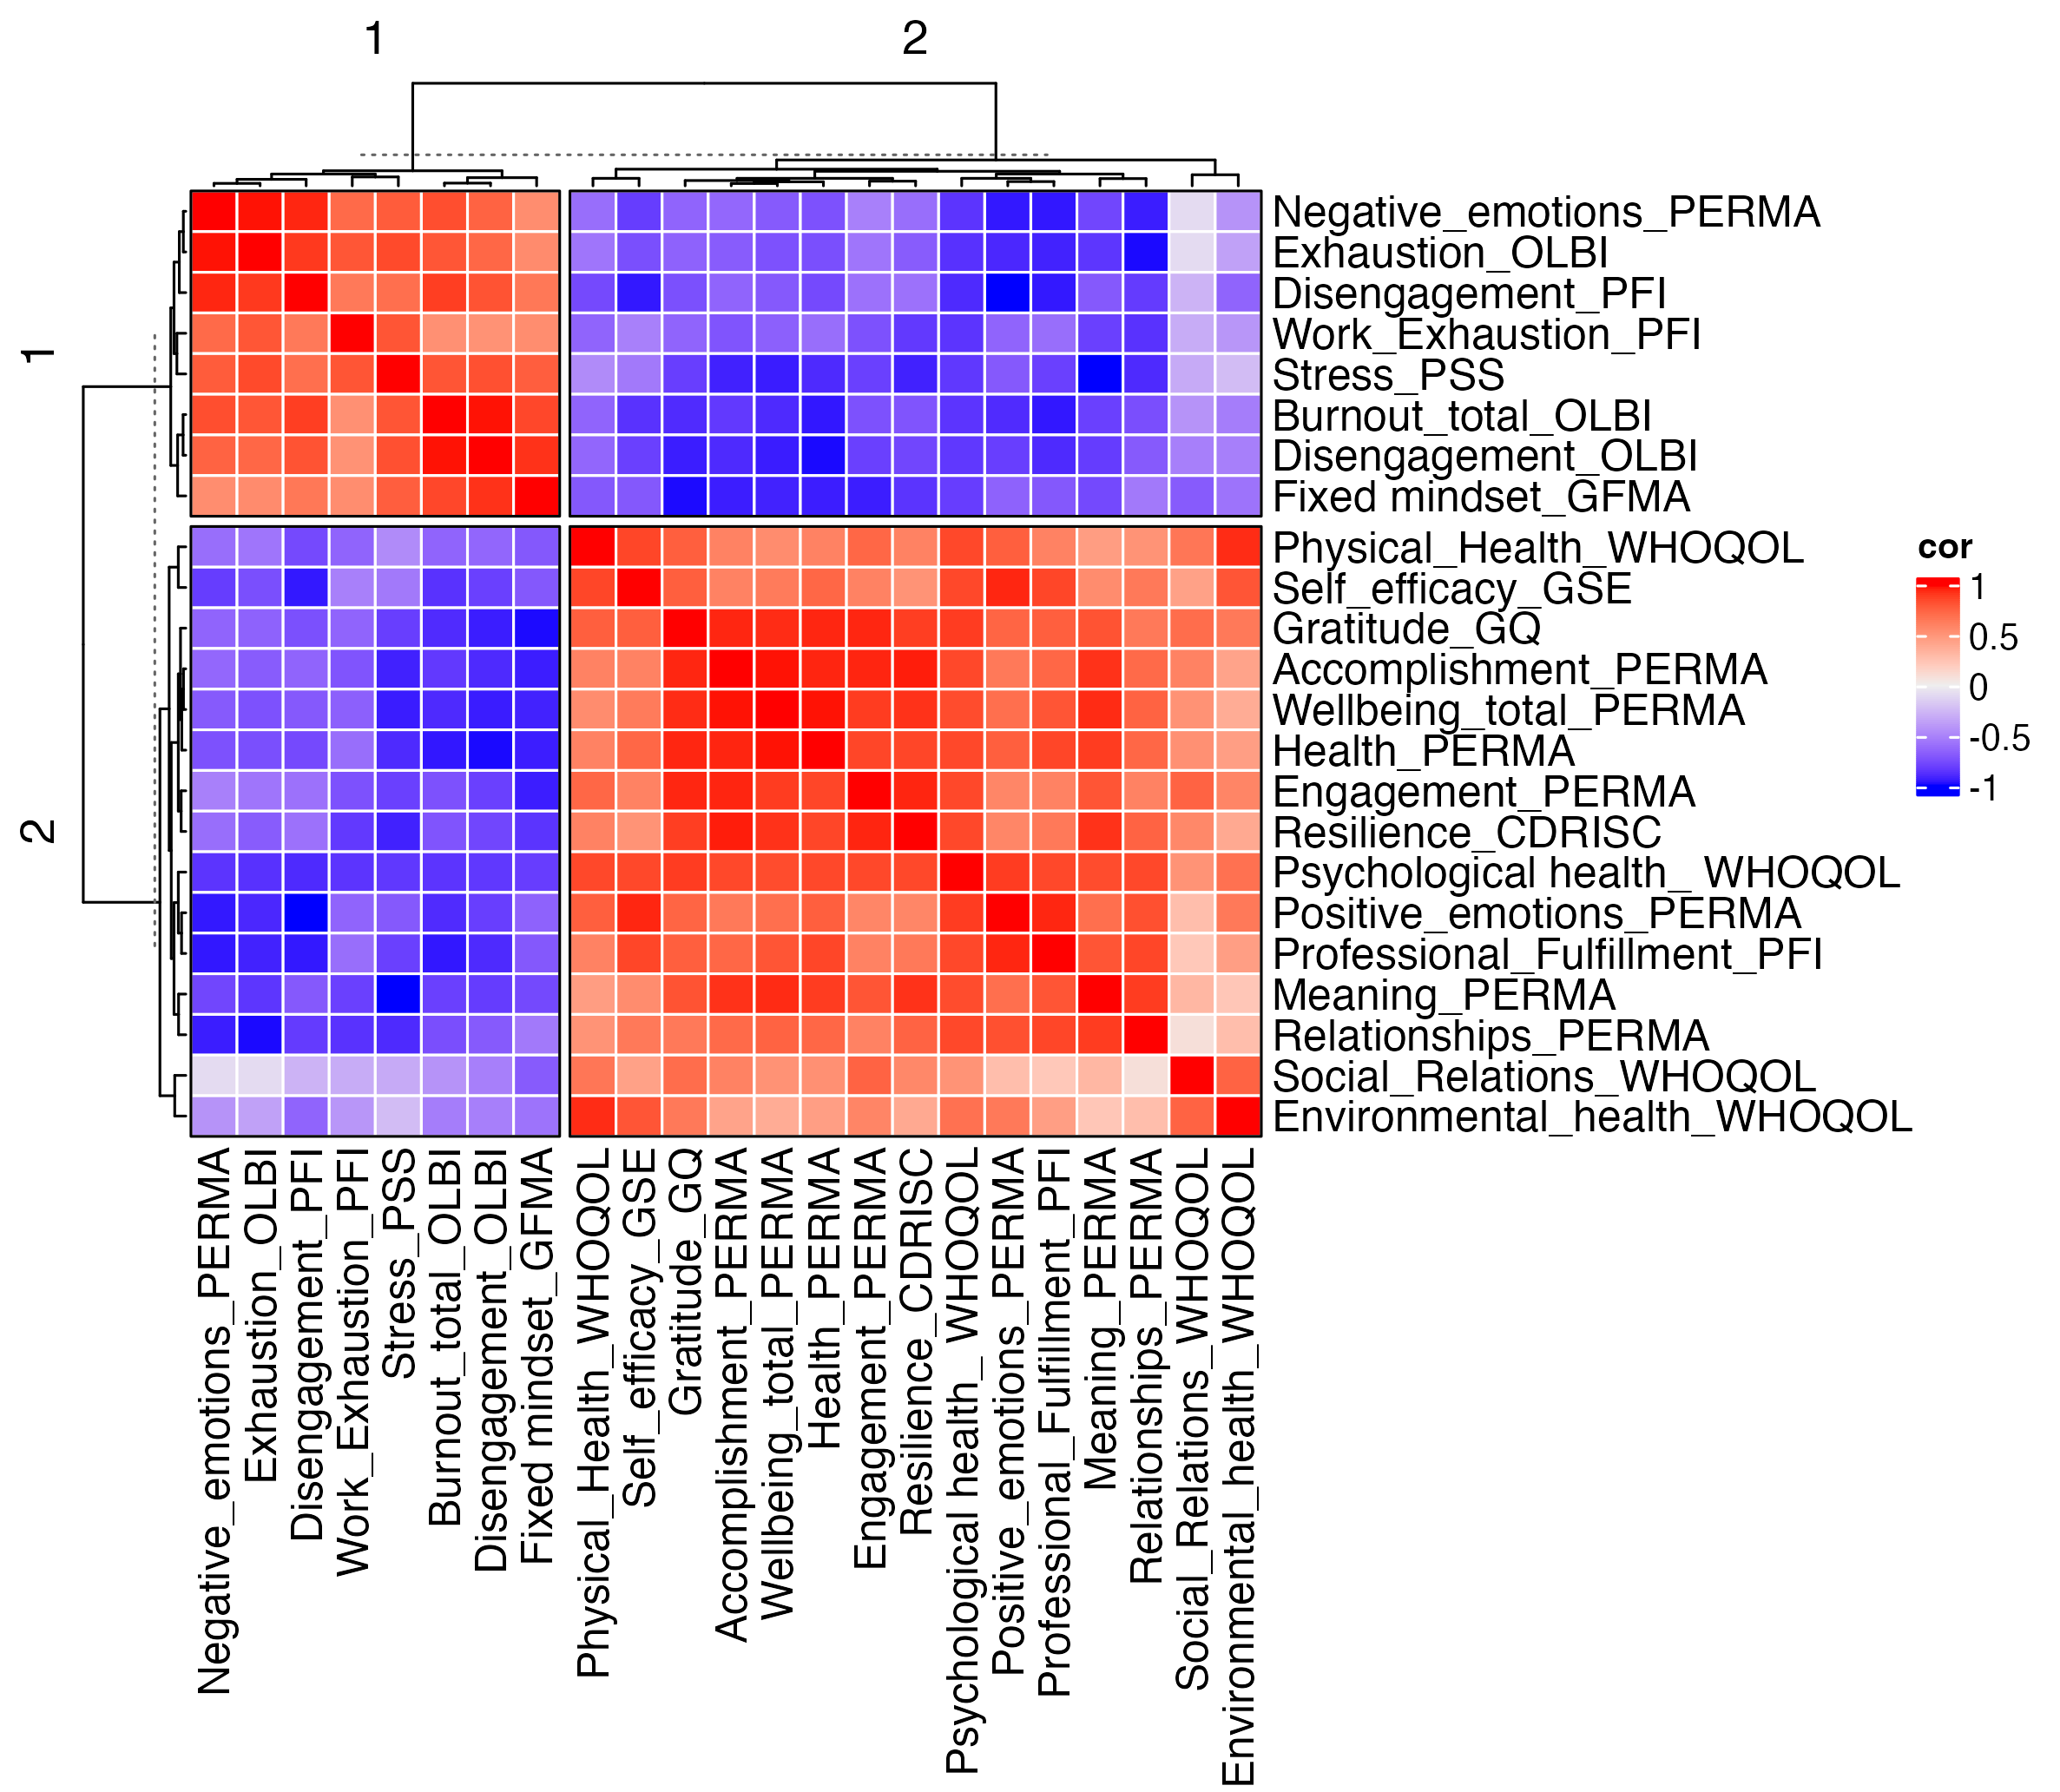 1
2
1
2
Negative_emotions_PERMA
Exhaustion_OLBI
Disengagement_PFI
Work_Exhaustion_PFI
Stress_PSS
Burnout_total_OLBI
Disengagement_OLBI
Fixed mindset_GFMA
Physical_Health_WHOQOL
Self_efficacy_GSE
Gratitude_GQ
Accomplishment_PERMA
Wellbeing_total_PERMA
Health_PERMA
Engagement_PERMA
Resilience_CDRISC
Psychological health_ WHOQOL
Positive_emotions_PERMA
Professional_Fulfillment_PFI
Meaning_PERMA
Relationships_PERMA
Social_Relations_WHOQOL
Environmental_health_WHOQOL
cor
1
0.5
0
-0.5
-1
Negative_emotions_PERMA
Exhaustion_OLBI
Disengagement_PFI
Work_Exhaustion_PFI
Stress_PSS
Burnout_total_OLBI
Disengagement_OLBI
Fixed mindset_GFMA
Physical_Health_WHOQOL
Self_efficacy_GSE
Gratitude_GQ
Accomplishment_PERMA
Wellbeing_total_PERMA
Health_PERMA
Engagement_PERMA
Resilience_CDRISC
Psychological health_ WHOQOL
Positive_emotions_PERMA
Professional_Fulfillment_PFI
Meaning_PERMA
Relationships_PERMA
Social_Relations_WHOQOL
Environmental_health_WHOQOL